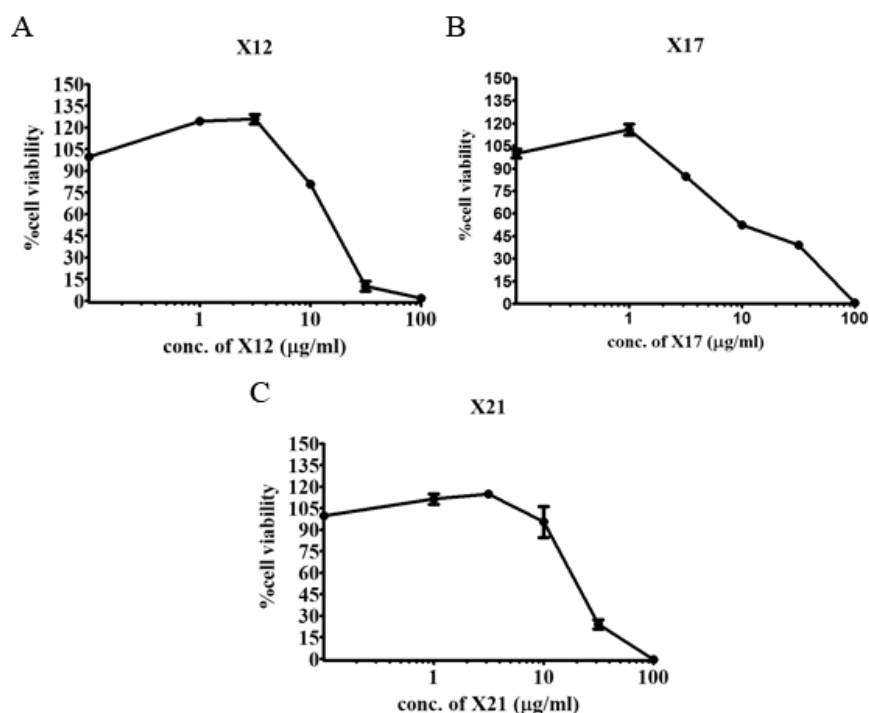 A
X12
%cell viability
150
135
120
105
90
75
60
45
30
15
0
1 10 100
conc. of X12 (μg/ml)
B
X17
%cell viability
150
135
120
105
90
75
60
45
30
15
0
1 10 100
conc. of X17 (μg/ml)
C
X21
%cell viability
150
135
120
105
90
75
60
45
30
15
0
1 10 100
conc. of X21 (μg/ml)